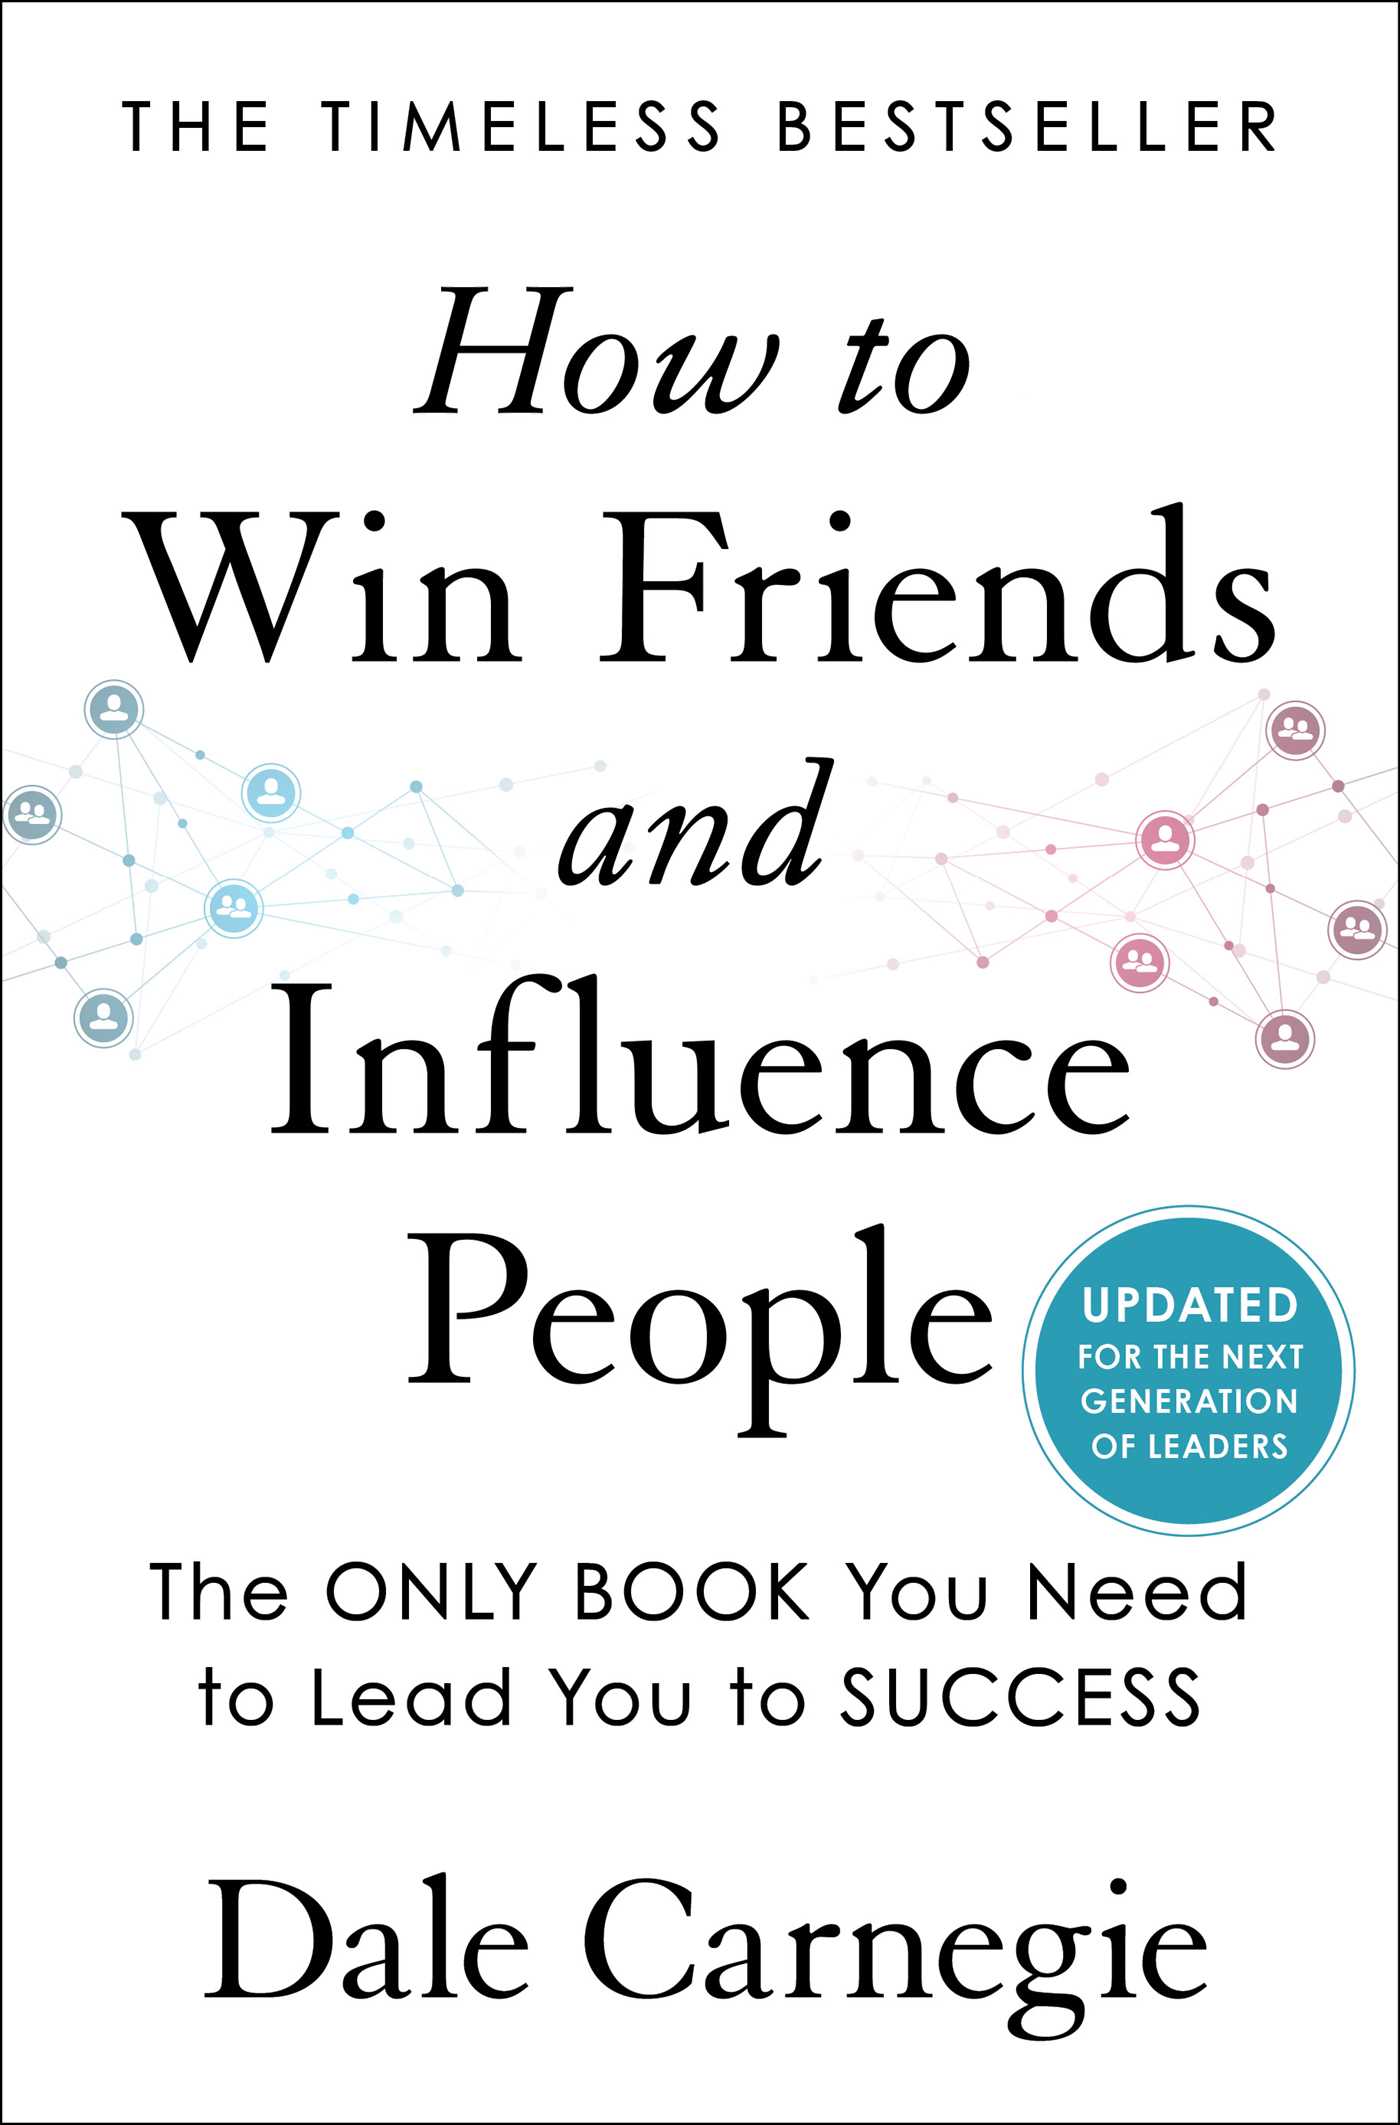 THE TIMELESS BESTSELLER
How to
Win Friends
and
Influence
People
UPDATED
FOR THE NEXT
GENERATION
OF LEADERS
The ONLY BOOK You Need
to Lead You to SUCCESS
Dale Carnegie